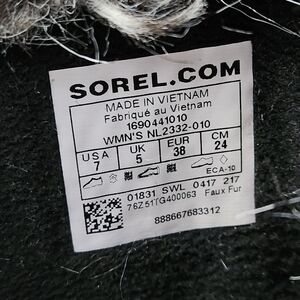 SOREL.COM
MADE IN VIETNAM
Fabriqué au Vietnam
1690441010
WMN'S NL2332-010
USA UK EUR CM
7 5 38 24
ECA-10
01831 SWL 0417 217
76Z51TG400063 Faux Fur
888667683312